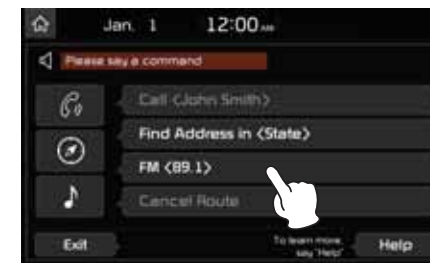 Jan. 1 12:00 AM
Please say a command
Call <John Smith>
Find Address in <State>
FM <89.1>
Cancel Route
Exit
To learn more,
say "Help"
Help